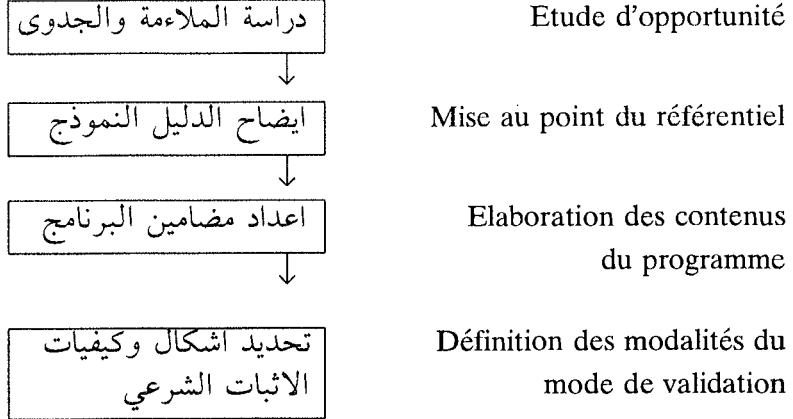 دراسة الملاءمة والجدوى
Etude d'opportunité
ايضاح الدليل النموذج
Mise au point du référentiel
اعداد مضامين البرنامج
Elaboration des contenus
du programme
تحديد اشكال وكيفيات
الاثبات الشرعي
Définition des modalités du
mode de validation